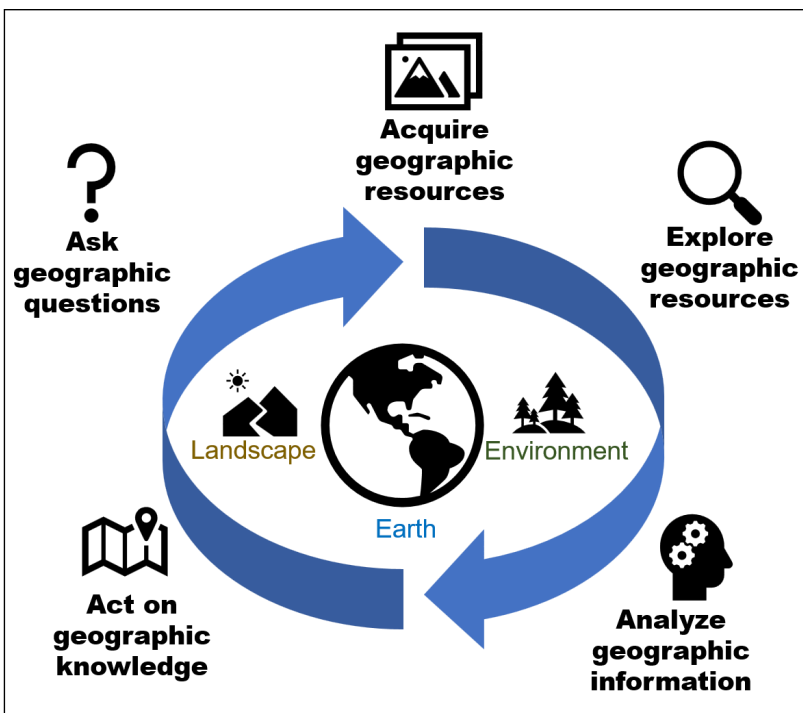 Acquire
geographic
resources
Ask
geographic
questions
Explore
geographic
resources
Landscape
Environment
Earth
Act on
geographic
knowledge
Analyze
geographic
information